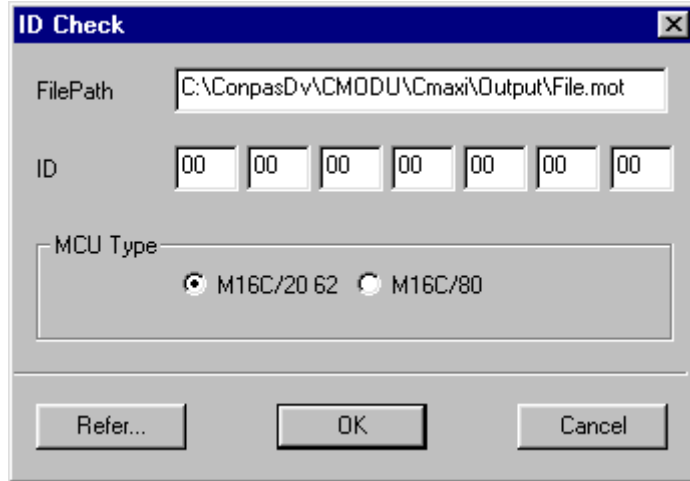 ID Check
FilePath C:\ConpasDv\CMODU\Cmaxi\Output\File.mot
ID 00 00 00 00 00 00 00
MCU Type
M16C/20 62 M16C/80
Refer... OK Cancel